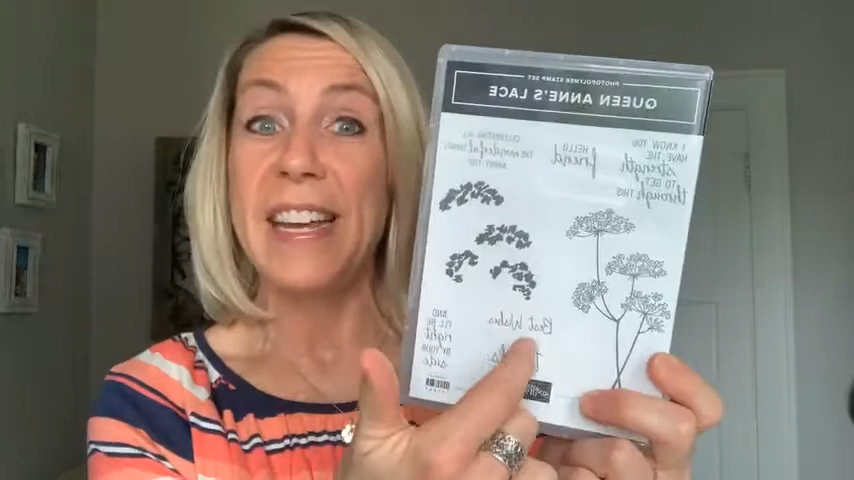 PHOTOPOLYMER STAMP SET
QUEEN ANNE'S LACE
CELEBRATING ALL
THE wonderful THINGS
ABOUT YOU
HELLO
friend
I KNOW YOU
HAVE THE
strength
TO GET
through THIS
Best Wishes
AND
I'LL BE
right
BY YOUR
side